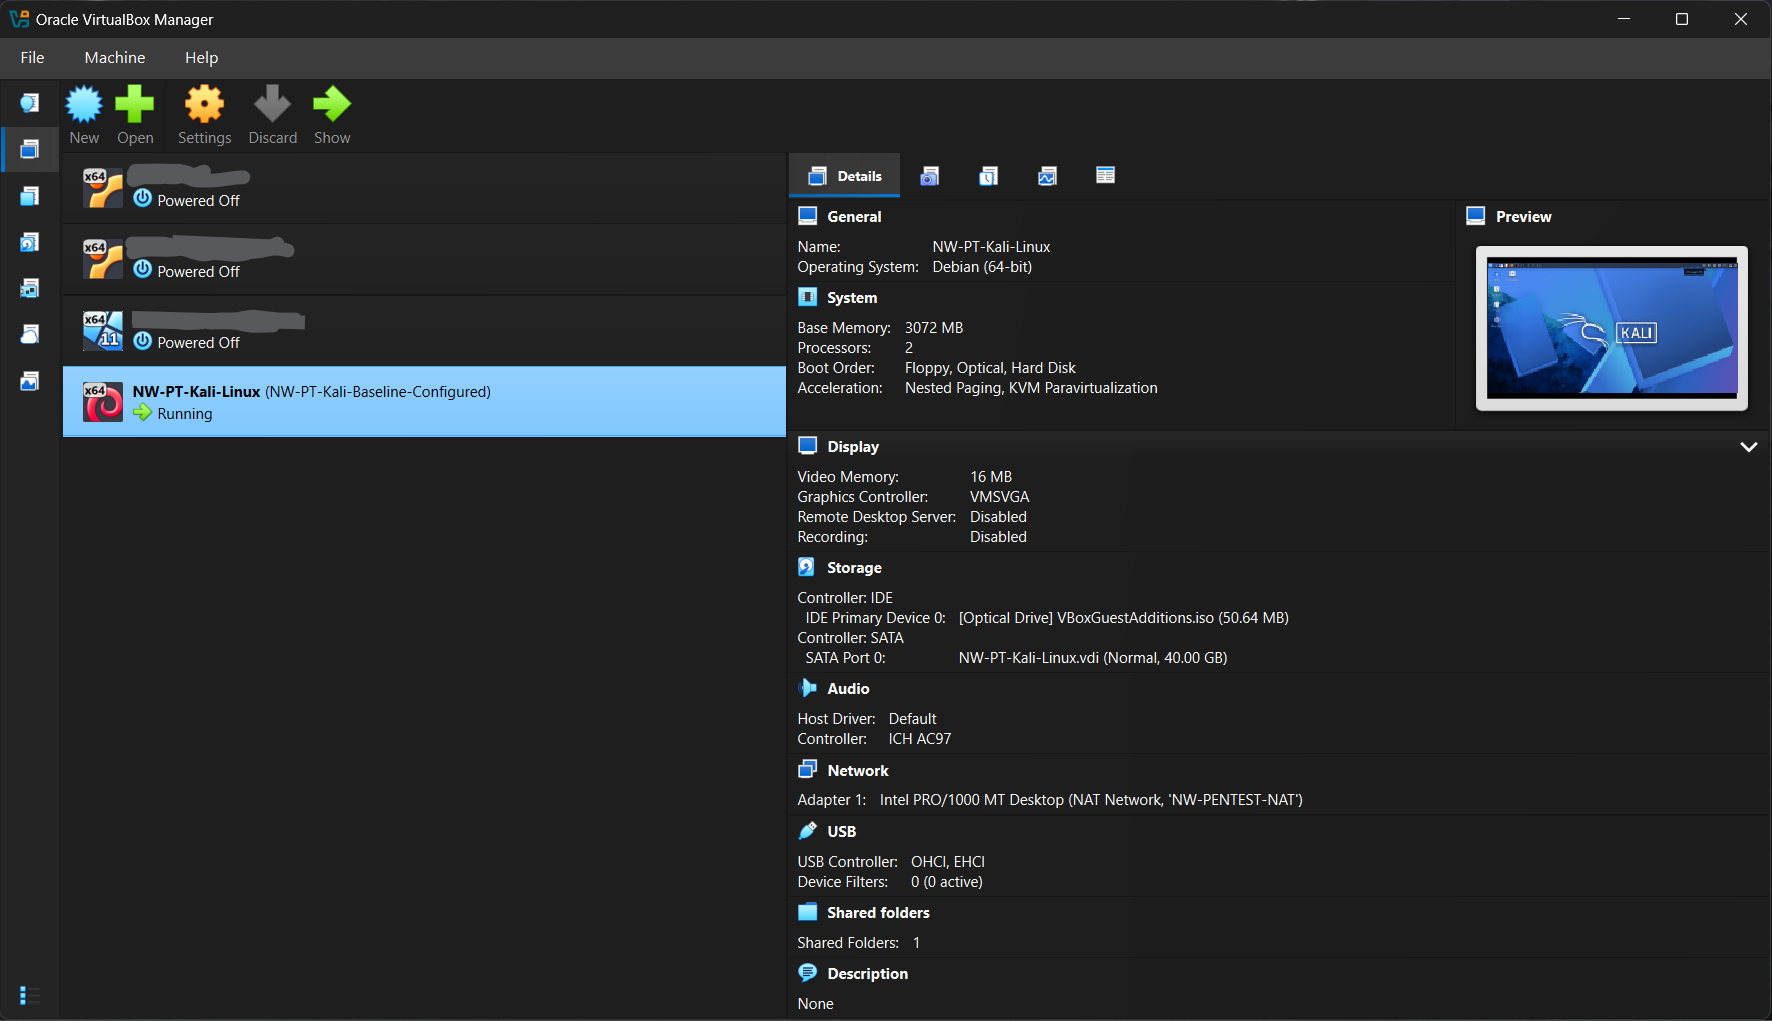 Oracle VirtualBox Manager
File Machine Help
New Open Settings Discard Show
x64
Powered Off
x64
Powered Off
x64
11
Powered Off
x64
NW-PT-Kali-Linux (NW-PT-Kali-Baseline-Configured)
Running
Details
General
Name: NW-PT-Kali-Linux
Operating System: Debian (64-bit)
System
Base Memory: 3072 MB
Processors: 2
Boot Order: Floppy, Optical, Hard Disk
Acceleration: Nested Paging, KVM Paravirtualization
Preview
KALI
Display
Video Memory: 16 MB
Graphics Controller: VMSVGA
Remote Desktop Server: Disabled
Recording: Disabled
Storage
Controller: IDE
IDE Primary Device 0: [Optical Drive] VBoxGuestAdditions.iso (50.64 MB)
Controller: SATA
SATA Port 0: NW-PT-Kali-Linux.vdi (Normal, 40.00 GB)
Audio
Host Driver: Default
Controller: ICH AC97
Network
Adapter 1: Intel PRO/1000 MT Desktop (NAT Network, 'NW-PENTEST-NAT')
USB
USB Controller: OHCI, EHCI
Device Filters: 0 (0 active)
Shared folders
Shared Folders: 1
Description
None